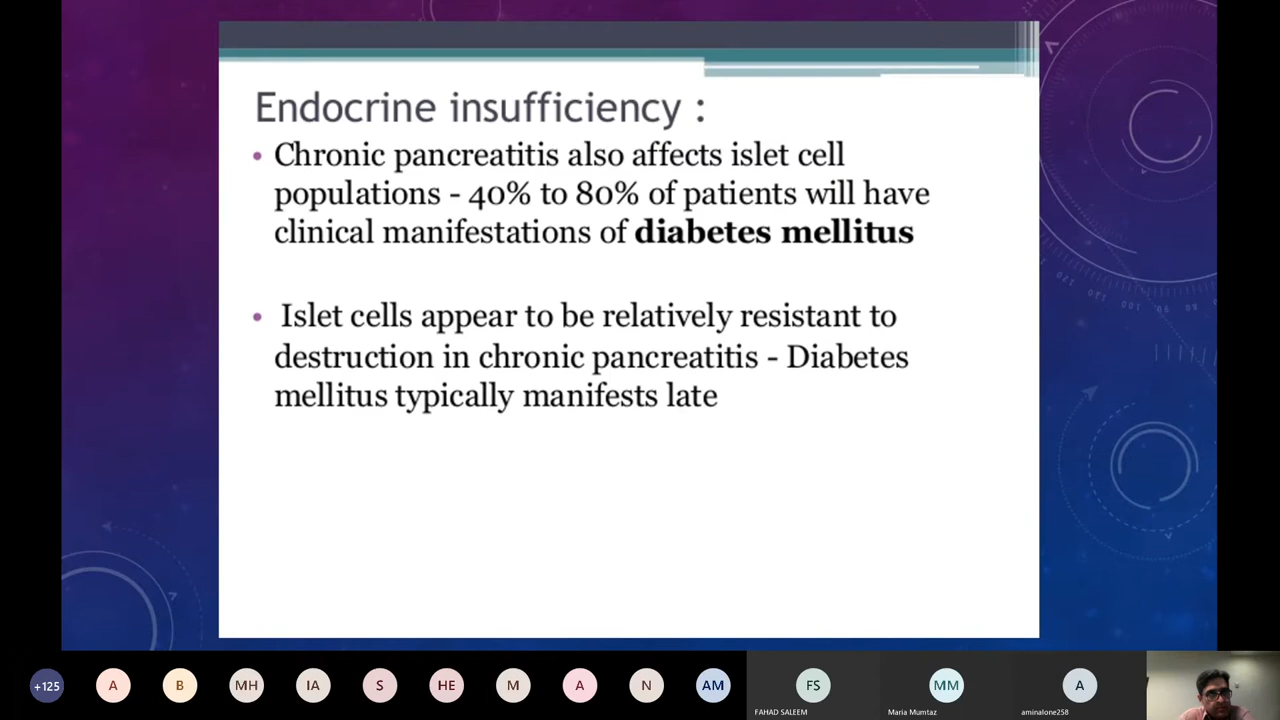 Endocrine insufficiency :
• Chronic pancreatitis also affects islet cell
populations - 40% to 80% of patients will have
clinical manifestations of diabetes mellitus
• Islet cells appear to be relatively resistant to
destruction in chronic pancreatitis - Diabetes
mellitus typically manifests late
+125 A B MH IA S HE M A N AM FS MM A
FAHAD SALEEM Maria Mumtaz aminalone258